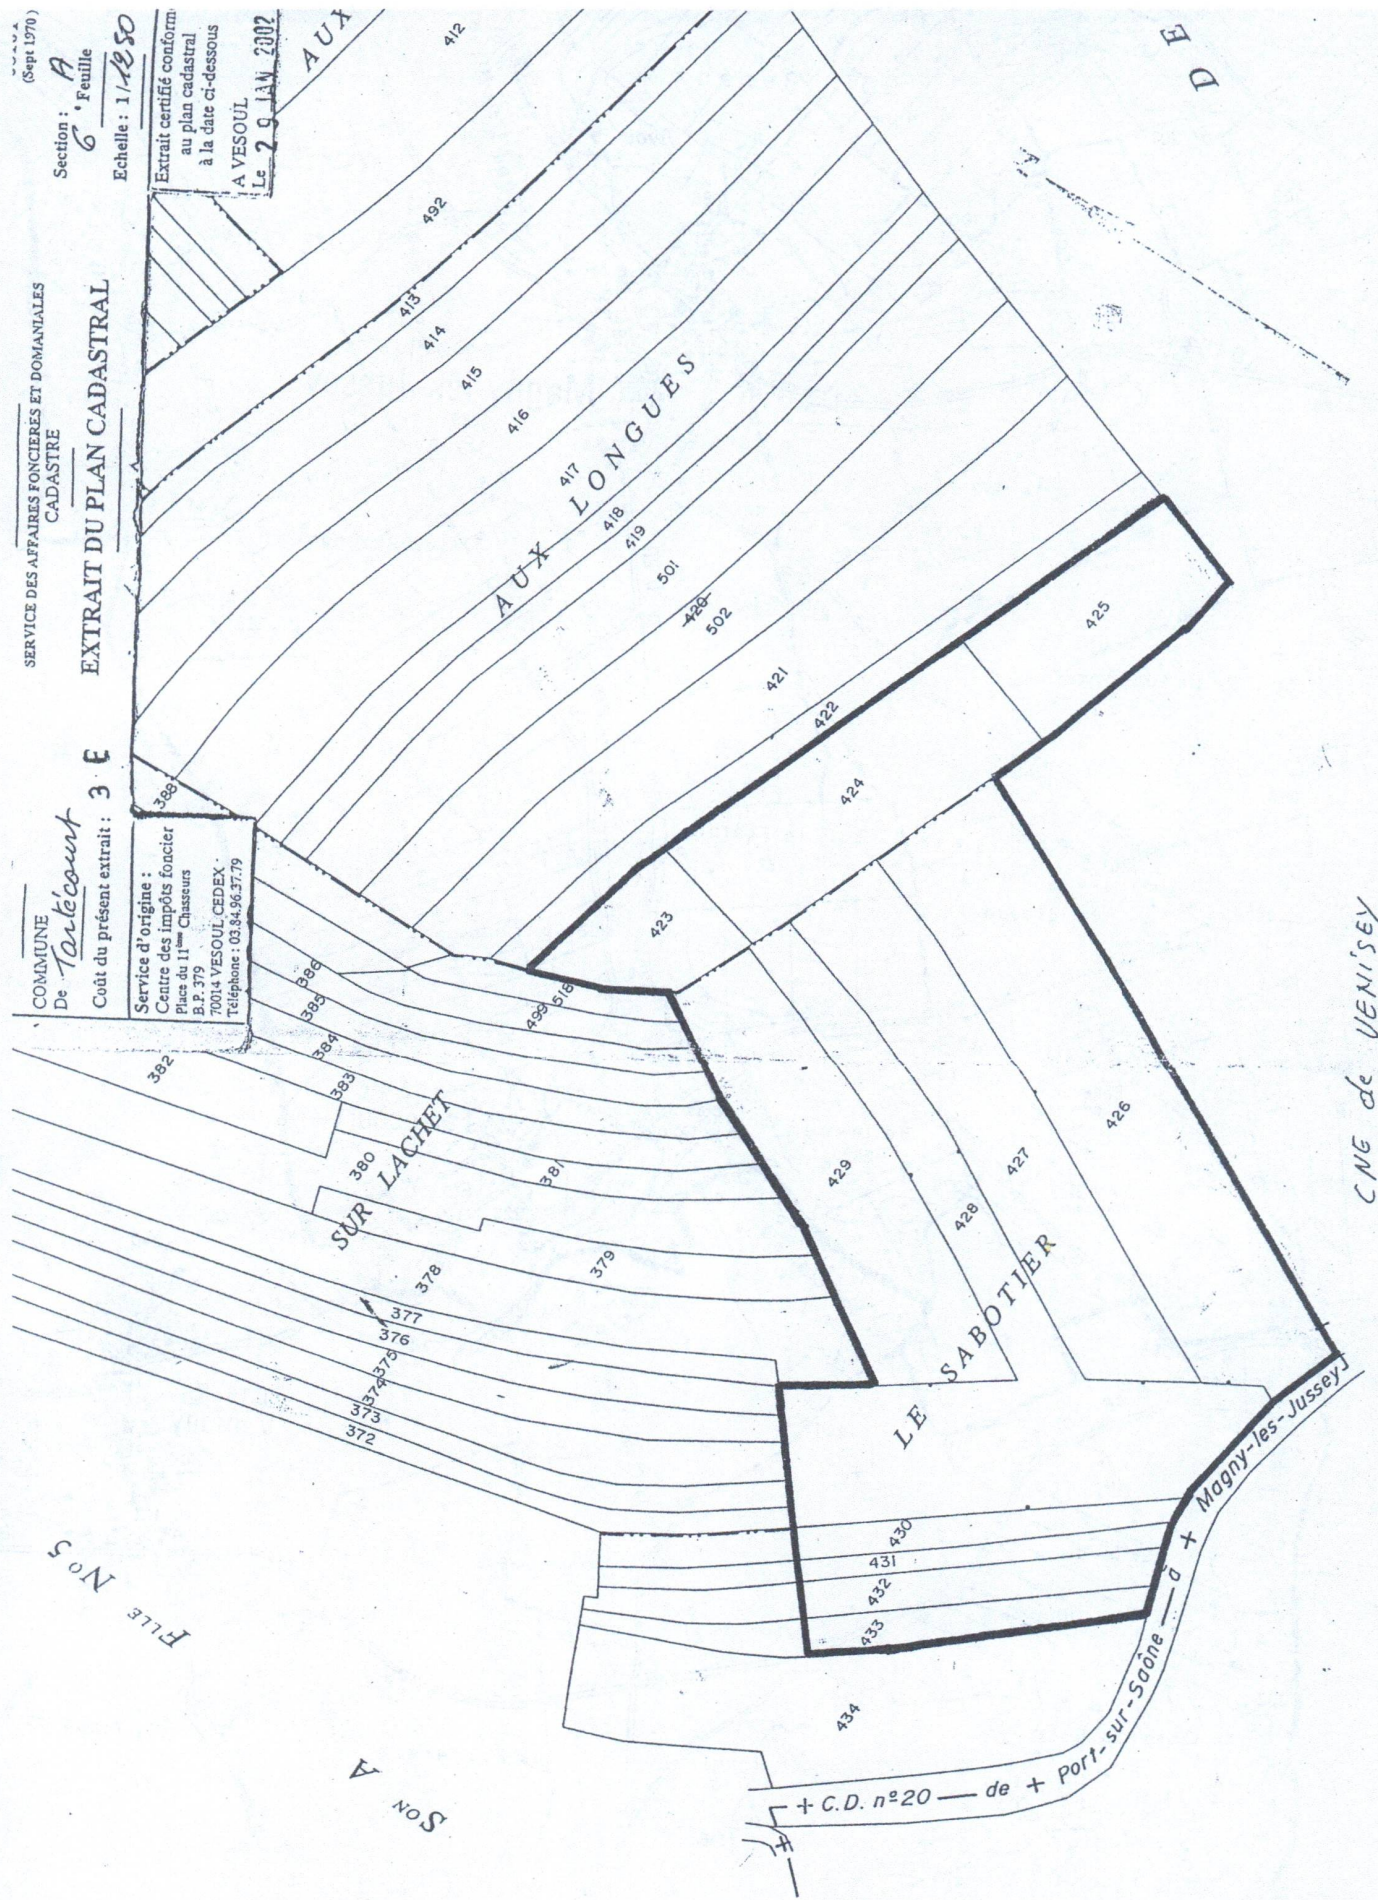 (Sept 1970)
SERVICE DES AFFAIRES FONCIERES ET DOMANIALES
CADASTRE
EXTRAIT DU PLAN CADASTRAL
COMMUNE
De Tartécourt
Coût du présent extrait : 3 €
Section : A
6 e Feuille
Echelle : 1/1250
Service d'origine :
Centre des impôts foncier
Place du 11ème Chasseurs
B.P. 379
70014 VESOUL CEDEX
Téléphone : 03.84.96.37.79
Extrait certifié conform
au plan cadastral
à la date ci-dessous
A VESOUL
Le 29 JAN 2002
AUX
412
492
413
414
415
416
417
AUX LONGUES
418
419
501
420
502
421
422
388
423
424
425
386
385
384
383
382
499
518
380
381
SUR LACHET
379
378
377
376
375
374
373
372
429
428
427
426
LE SABOTIER
430
431
432
433
434
FLLE No 5
SON A
DE
CNE de VENISEY
+ C.D. nº 20 — de + Port-sur-Saône — à + Magny-les-Jussey